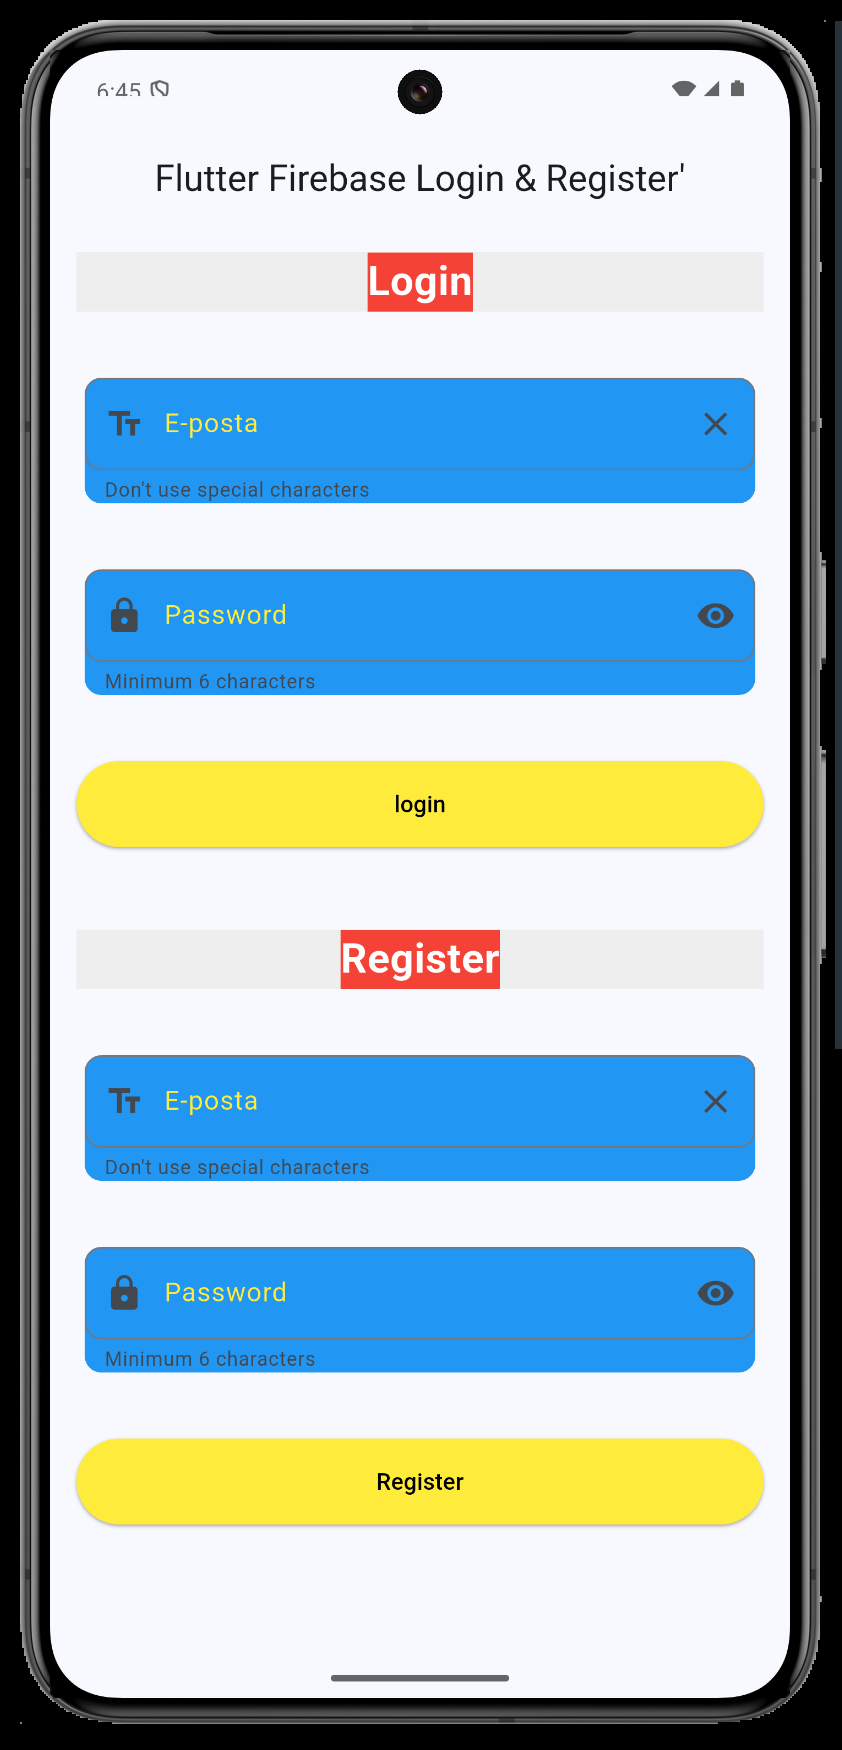 6:45
Flutter Firebase Login & Register'
Login
E-posta
Don't use special characters
Password
Minimum 6 characters
login
Register
E-posta
Don't use special characters
Password
Minimum 6 characters
Register